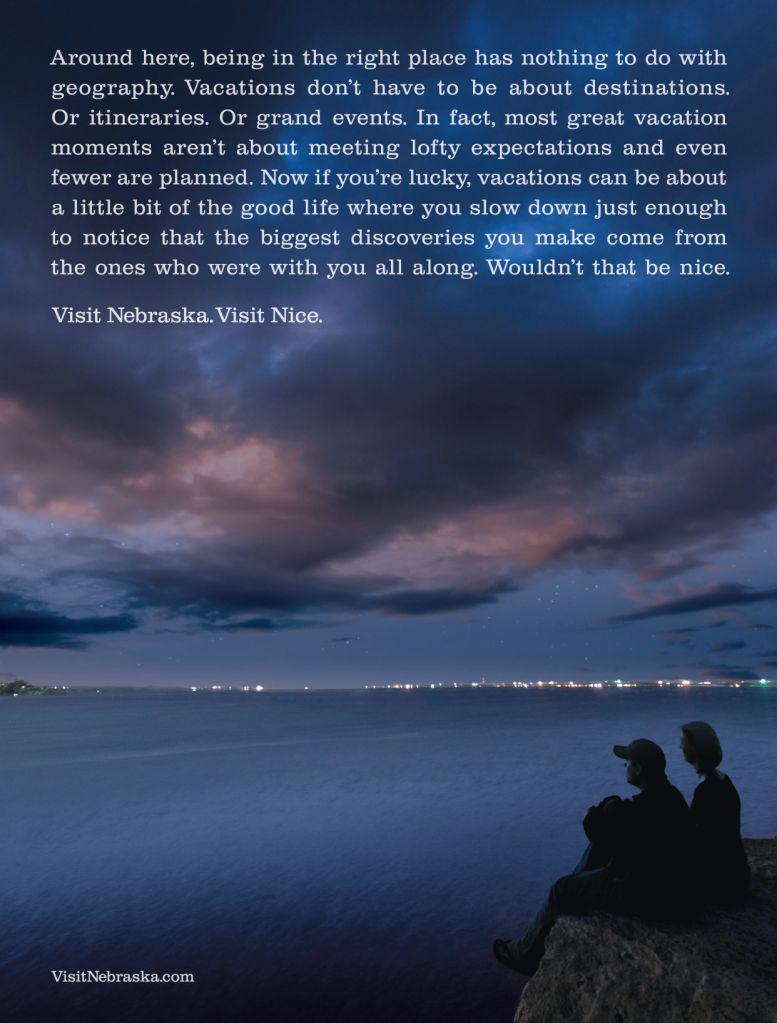 Around here, being in the right place has nothing to do with
geography. Vacations don't have to be about destinations.
Or itineraries. Or grand events. In fact, most great vacation
moments aren't about meeting lofty expectations and even
fewer are planned. Now if you're lucky, vacations can be about
a little bit of the good life where you slow down just enough
to notice that the biggest discoveries you make come from
the ones who were with you all along. Wouldn't that be nice.
Visit Nebraska. Visit Nice.
VisitNebraska.com